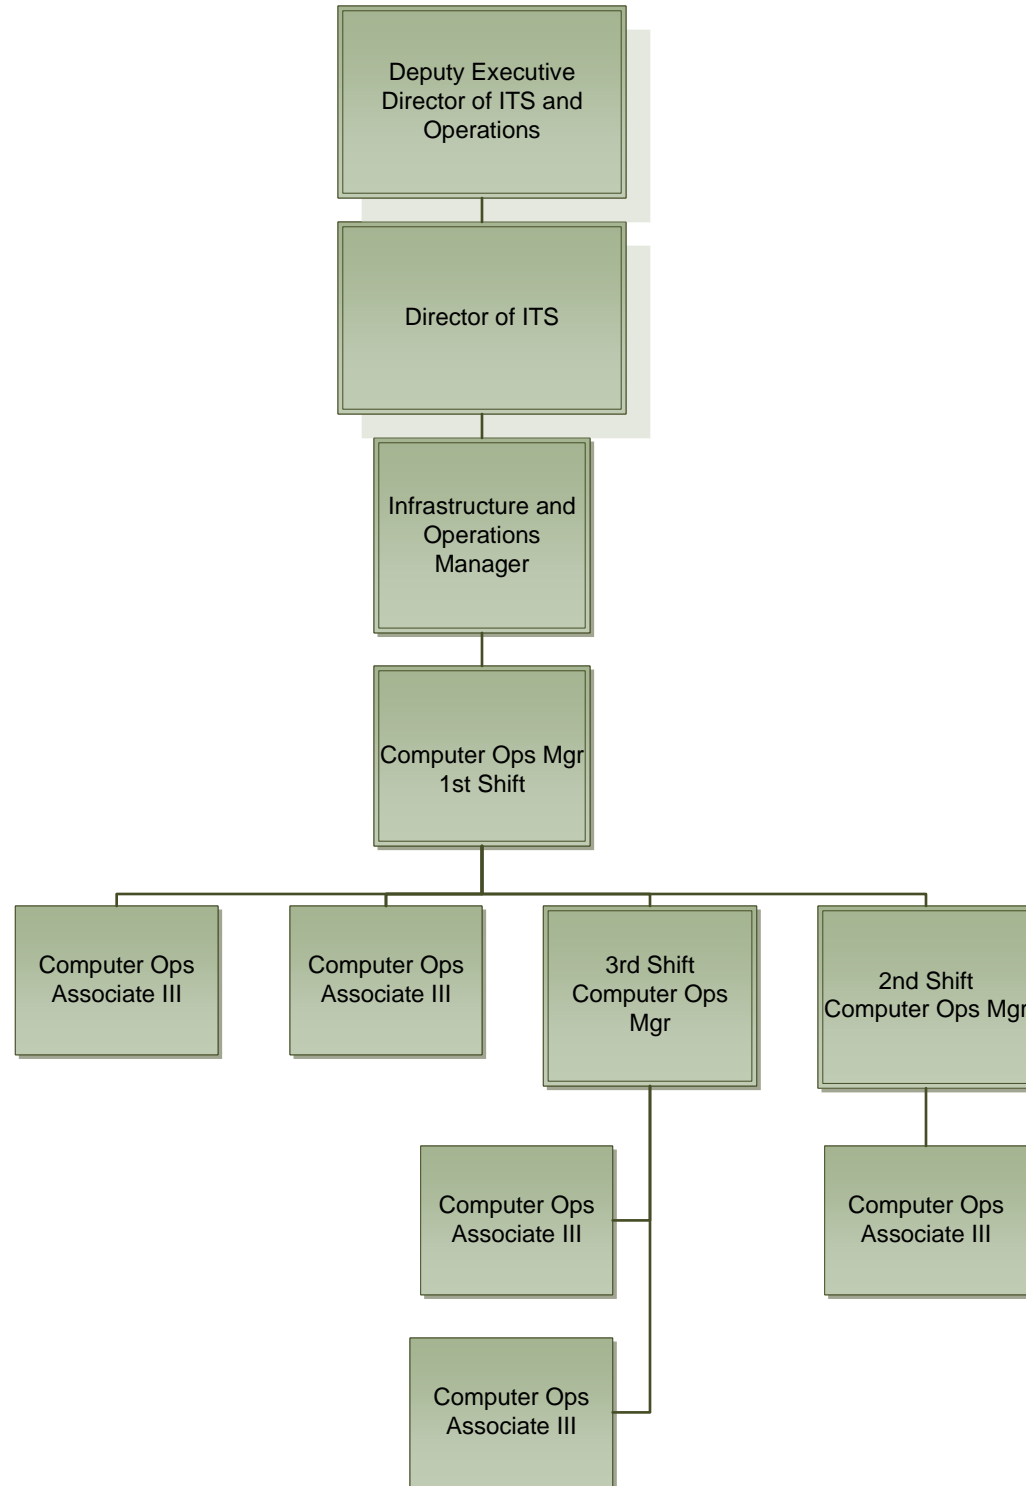 Deputy Executive
Director of ITS and
Operations
Director of ITS
Infrastructure and
Operations
Manager
Computer Ops Mgr
1st Shift
Computer Ops
Associate III
Computer Ops
Associate III
3rd Shift
Computer Ops
Mgr
2nd Shift
Computer Ops Mgr
Computer Ops
Associate III
Computer Ops
Associate III
Computer Ops
Associate III